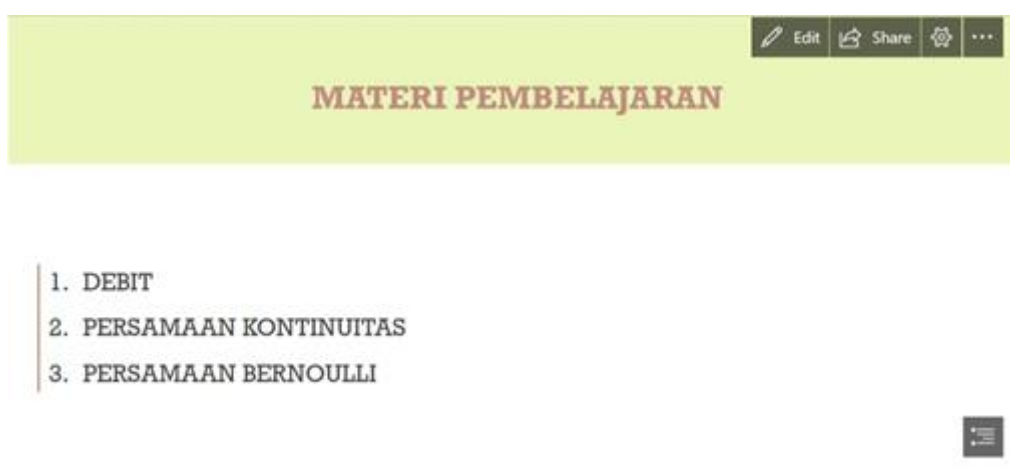 Edit Share ...
MATERI PEMBELAJARAN
1. DEBIT
2. PERSAMAAN KONTINUITAS
3. PERSAMAAN BERNOULLI